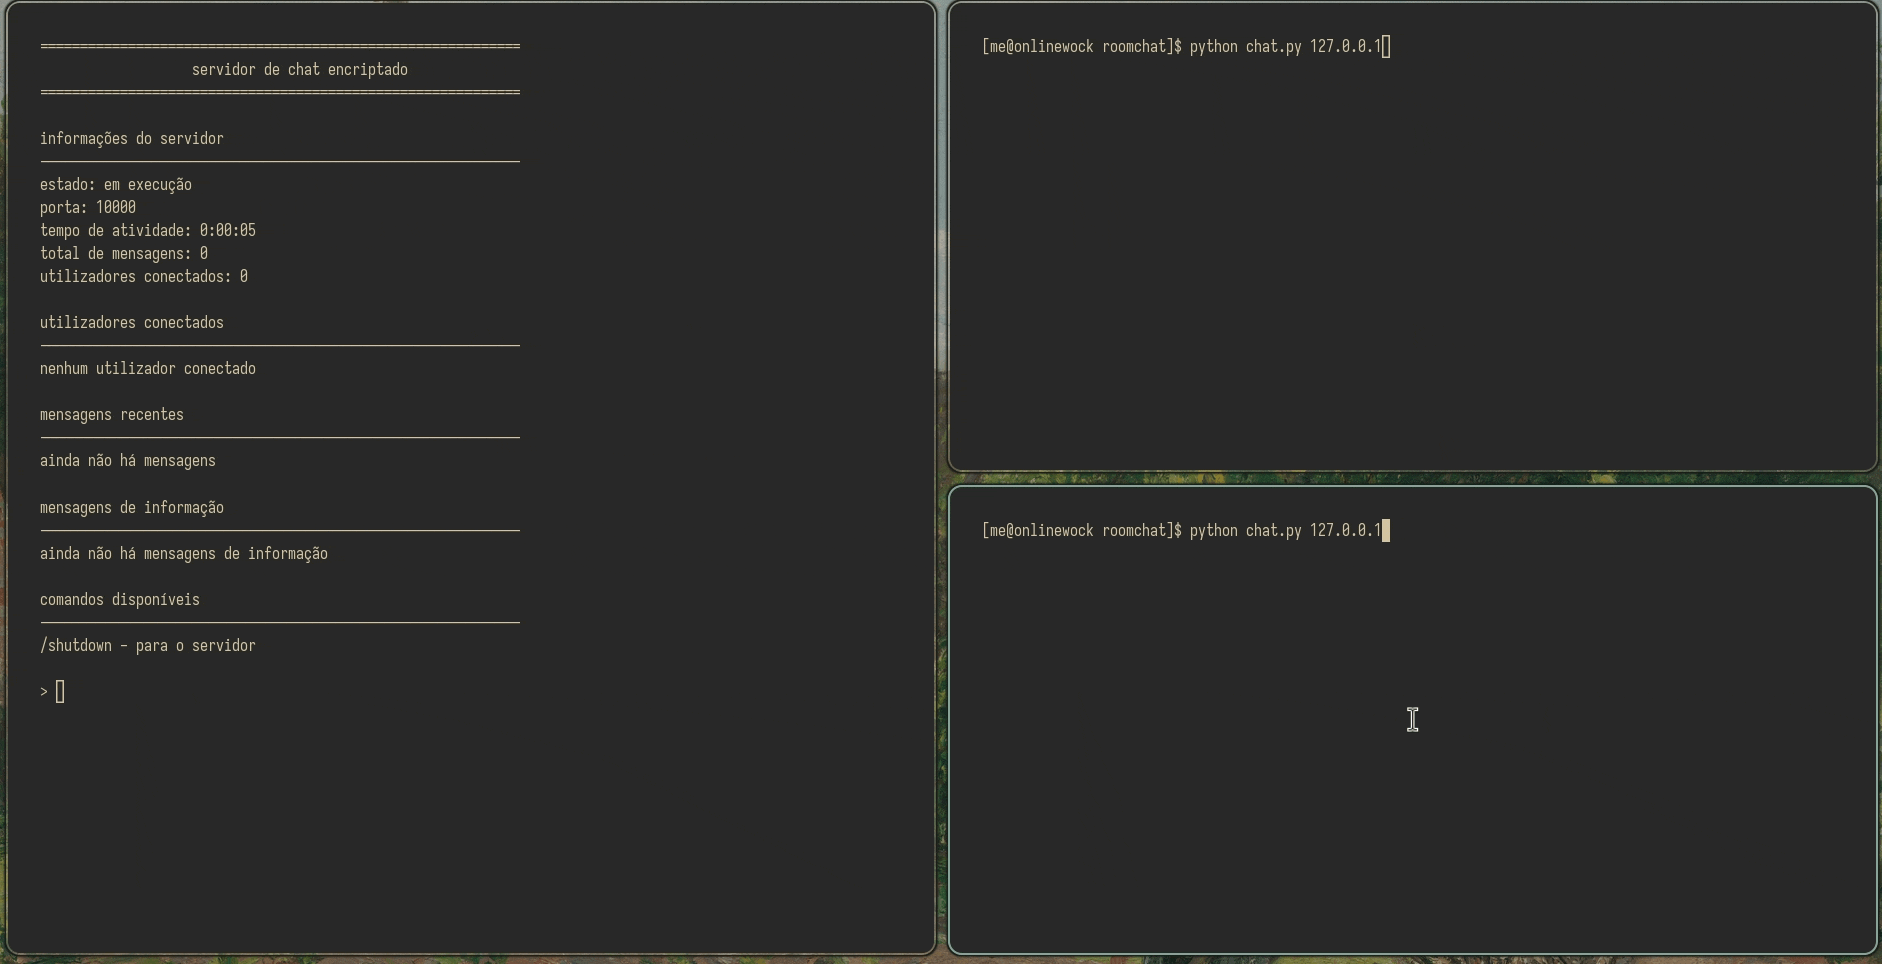 ============================================================
servidor de chat encriptado
============================================================
informações do servidor
────────────────────────────────────────────────────────────
estado: em execução
porta: 10000
tempo de atividade: 0:00:05
total de mensagens: 0
utilizadores conectados: 0
utilizadores conectados
────────────────────────────────────────────────────────────
nenhum utilizador conectado
mensagens recentes
────────────────────────────────────────────────────────────
ainda não há mensagens
mensagens de informação
────────────────────────────────────────────────────────────
ainda não há mensagens de informação
comandos disponíveis
────────────────────────────────────────────────────────────
/shutdown - para o servidor
>
[me@onlinewock roomchat]$ python chat.py 127.0.0.1
[me@onlinewock roomchat]$ python chat.py 127.0.0.1